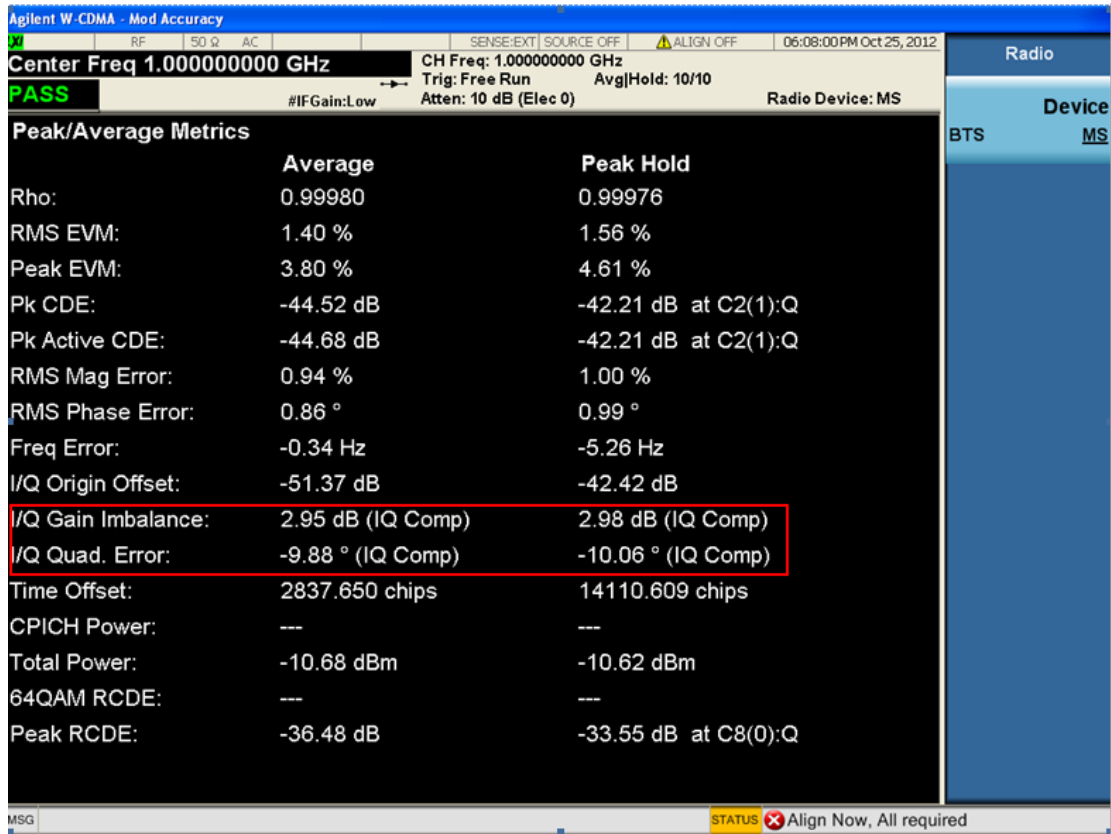 Agilent W-CDMA - Mod Accuracy
RF 50 Ω AC SENSE:EXT SOURCE OFF ALIGN OFF 06:08:00 PM Oct 25, 2012
Center Freq 1.000000000 GHz
CH Freq: 1.000000000 GHz
Trig: Free Run Avg|Hold: 10/10
PASS
#IFGain:Low Atten: 10 dB (Elec 0) Radio Device: MS
Radio
Device
BTS MS
Peak/Average Metrics
Average Peak Hold
Rho: 0.99980 0.99976
RMS EVM: 1.40 % 1.56 %
Peak EVM: 3.80 % 4.61 %
Pk CDE: -44.52 dB -42.21 dB at C2(1):Q
Pk Active CDE: -44.68 dB -42.21 dB at C2(1):Q
RMS Mag Error: 0.94 % 1.00 %
RMS Phase Error: 0.86 ° 0.99 °
Freq Error: -0.34 Hz -5.26 Hz
I/Q Origin Offset: -51.37 dB -42.42 dB
I/Q Gain Imbalance: 2.95 dB (IQ Comp) 2.98 dB (IQ Comp)
I/Q Quad. Error: -9.88 ° (IQ Comp) -10.06 ° (IQ Comp)
Time Offset: 2837.650 chips 14110.609 chips
CPICH Power: --- ---
Total Power: -10.68 dBm -10.62 dBm
64QAM RCDE: --- ---
Peak RCDE: -36.48 dB -33.55 dB at C8(0):Q
MSG STATUS Align Now, All required